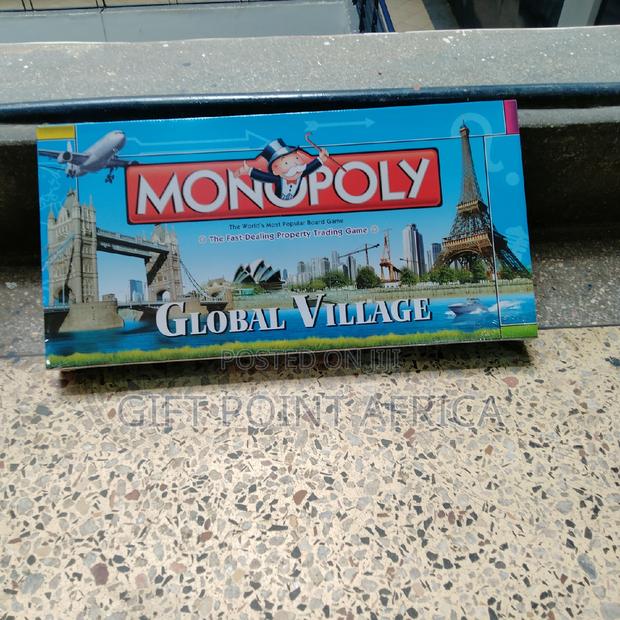 MONOPOLY
The World's Most Popular Board Game
The Fast-Dealing Property Trading Game
GLOBAL VILLAGE
POSTED ON JIJI
GIFT POINT AFRICA